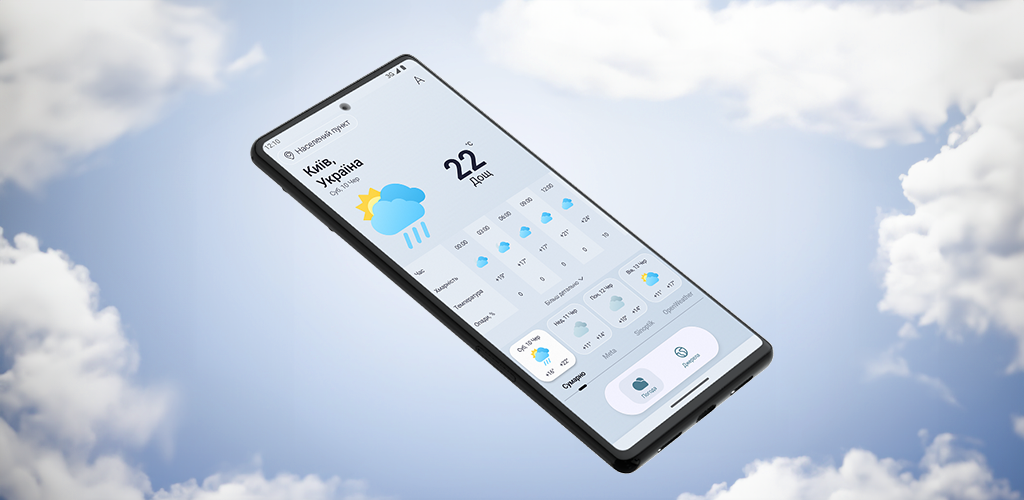 12:10
3G
Населений пункт
A
Київ,
Україна
Суб, 10 Чер
°C
22
Дощ
Час 00:00 03:00 06:00 09:00 12:00
Хмарність
Температура +19° +17° +17° +21° +24°
Опади, % 0 0 0 0 10
Більш детально
Суб, 10 Чер
+16° +22°
Нед, 11 Чер
+11° +14°
Пон, 12 Чер
+10° +14°
Вів, 13 Чер
+11° +17°
Сумарно Meta Sinoptik OpenWeather
Погода Джерела